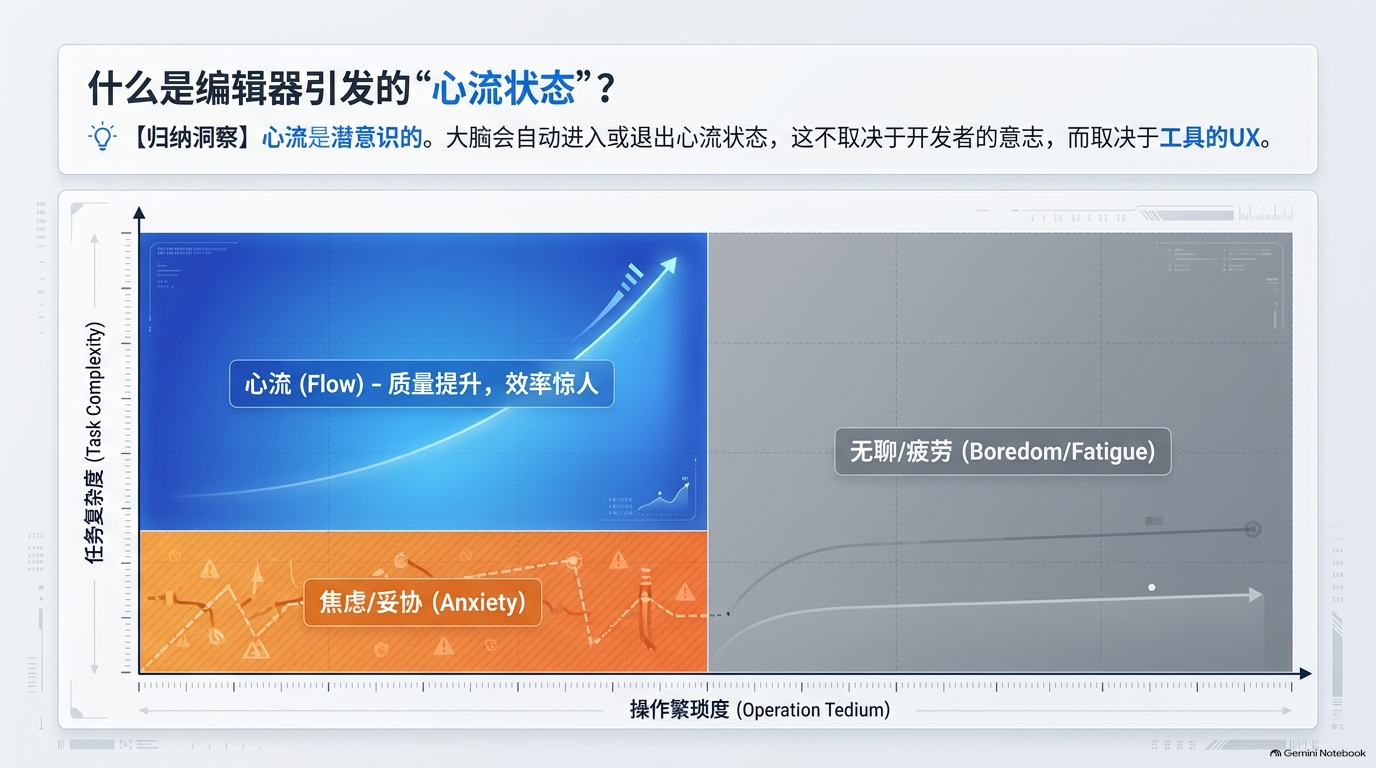 什么是编辑器引发的“心流状态”？
【归纳洞察】心流是潜意识的。大脑会自动进入或退出心流状态，这不取决于开发者的意志，而取决于工具的UX。
任务复杂度 (Task Complexity)
心流 (Flow) – 质量提升，效率惊人
无聊/疲劳 (Boredom/Fatigue)
焦虑/妥协 (Anxiety)
操作繁琐度 (Operation Tedium)
Gemini Notebook